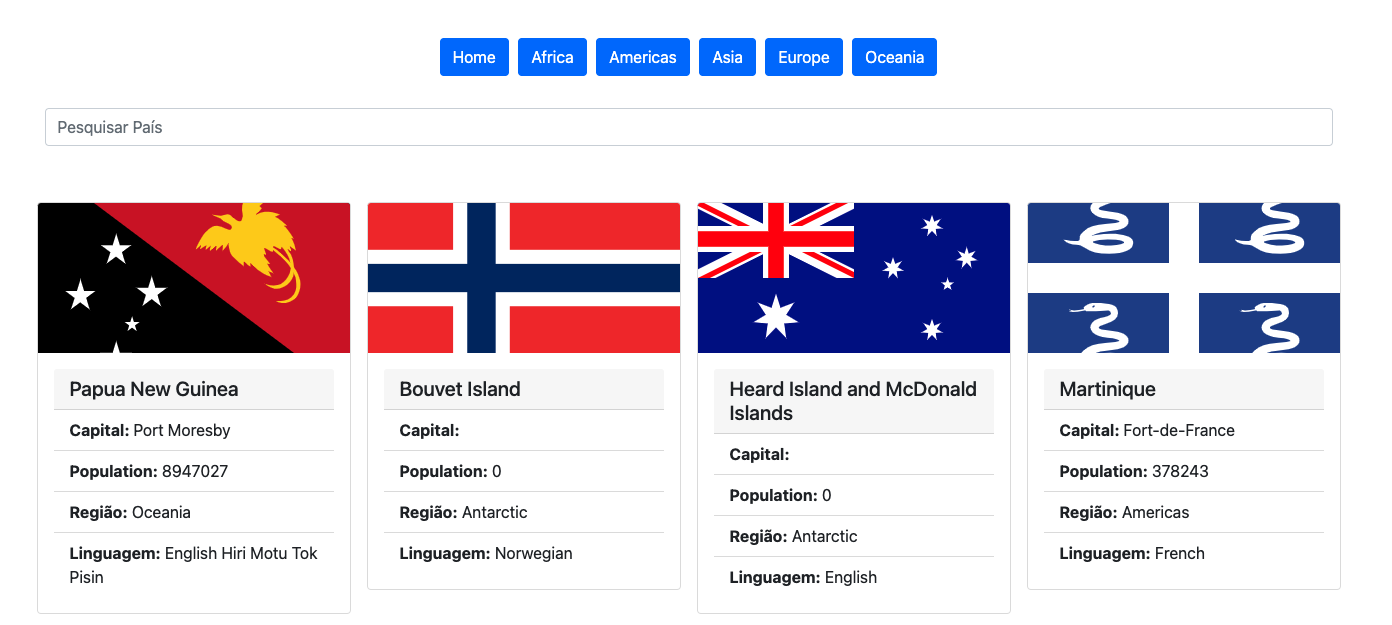 Home Africa Americas Asia Europe Oceania
Pesquisar País
Papua New Guinea
Capital: Port Moresby
Population: 8947027
Região: Oceania
Linguagem: English Hiri Motu Tok
Pisin
Bouvet Island
Capital:
Population: 0
Região: Antarctic
Linguagem: Norwegian
Heard Island and McDonald
Islands
Capital:
Population: 0
Região: Antarctic
Linguagem: English
Martinique
Capital: Fort-de-France
Population: 378243
Região: Americas
Linguagem: French